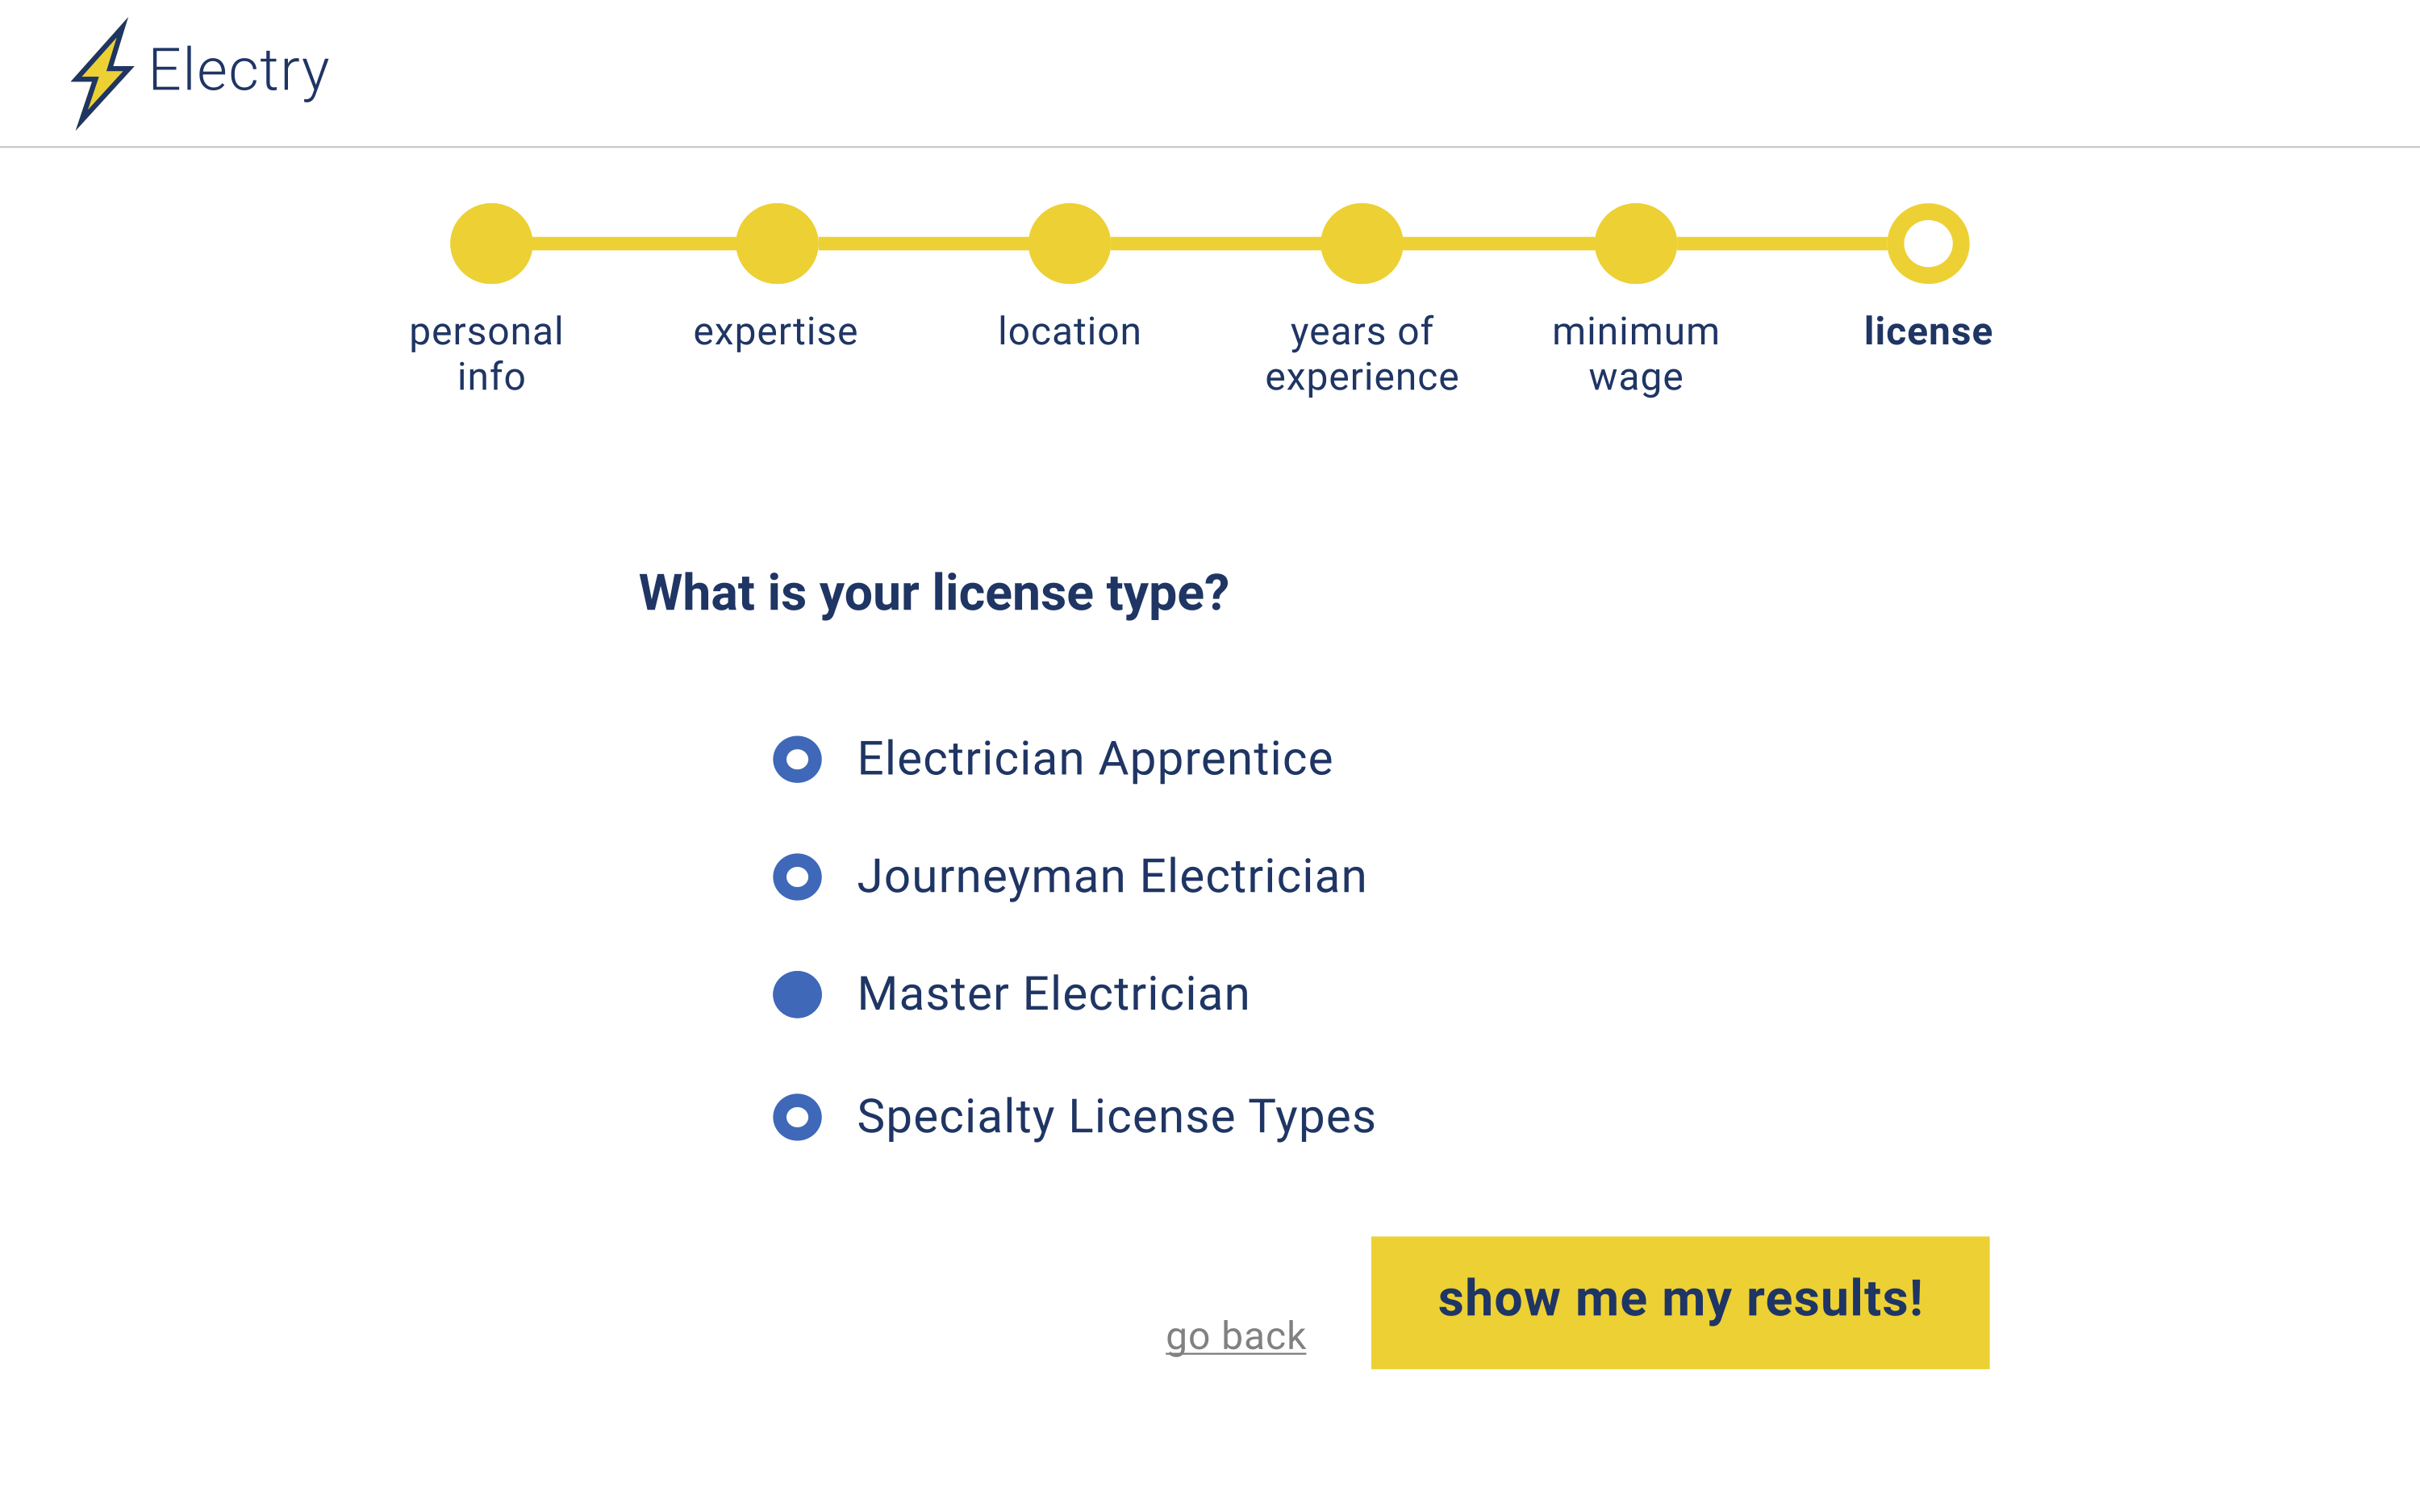 Electry
personal
info
expertise
location
years of
experience
minimum
wage
license
What is your license type?
Electrician Apprentice
Journeyman Electrician
Master Electrician
Specialty License Types
go back
show me my results!